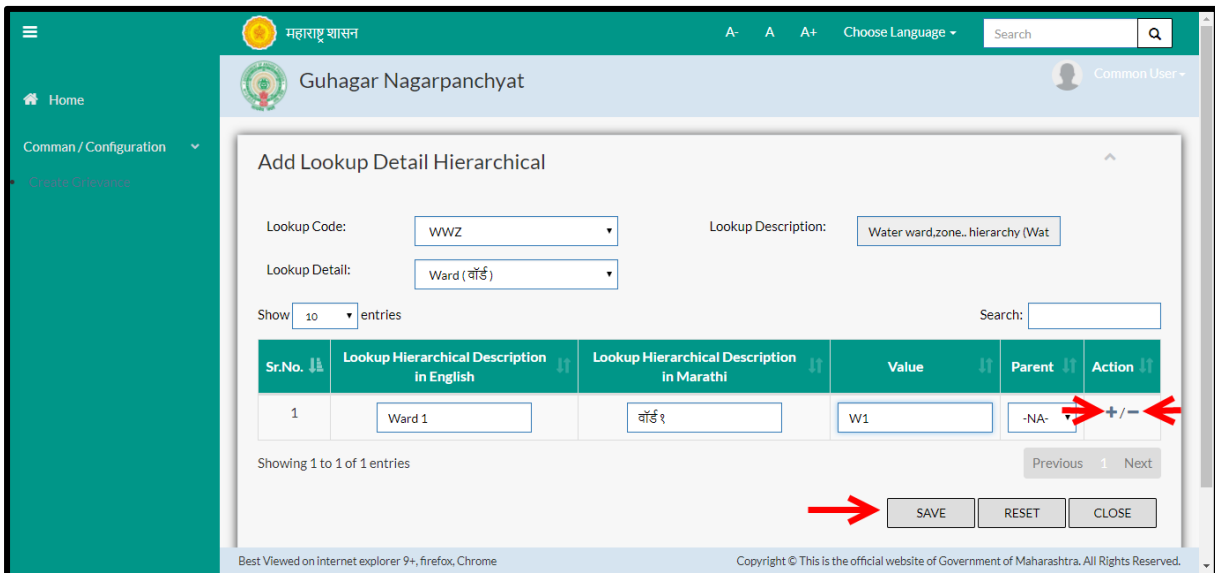 महाराष्ट्र शासन A- A A+ Choose Language Search
Guhagar Nagarpanchyat Common User
Home
Comman / Configuration
Create Grievance
Add Lookup Detail Hierarchical
Lookup Code: WWZ Lookup Description: Water ward,zone.. hierarchy (Wat
Lookup Detail: Ward ( वॉर्ड )
Show 10 entries Search:
Sr.No. Lookup Hierarchical Description in English Lookup Hierarchical Description in Marathi Value Parent Action
1 Ward 1 वॉर्ड १ W1 -NA- + / −
Showing 1 to 1 of 1 entries Previous 1 Next
SAVE RESET CLOSE
Best Viewed on internet explorer 9+, firefox, Chrome Copyright © This is the official website of Government of Maharashtra. All Rights Reserved.